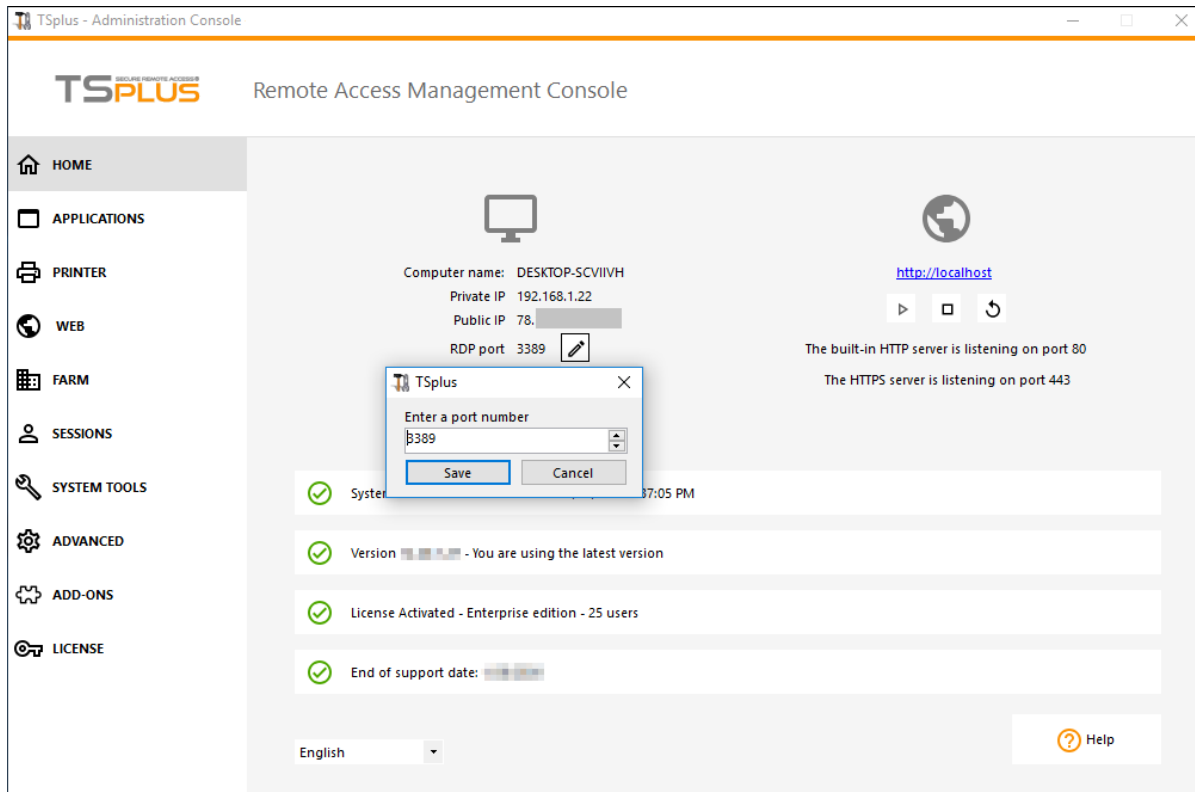 TSplus - Administration Console
TSPLUS SECURE REMOTE ACCESS®
Remote Access Management Console
HOME
APPLICATIONS
PRINTER
WEB
FARM
SESSIONS
SYSTEM TOOLS
ADVANCED
ADD-ONS
LICENSE
Computer name: DESKTOP-SCVIIVH
Private IP 192.168.1.22
Public IP 78.
RDP port 3389
http://localhost
The built-in HTTP server is listening on port 80
The HTTPS server is listening on port 443
TSplus
Enter a port number
3389
Save Cancel
37:05 PM
Version - You are using the latest version
License Activated - Enterprise edition - 25 users
End of support date:
English
Help